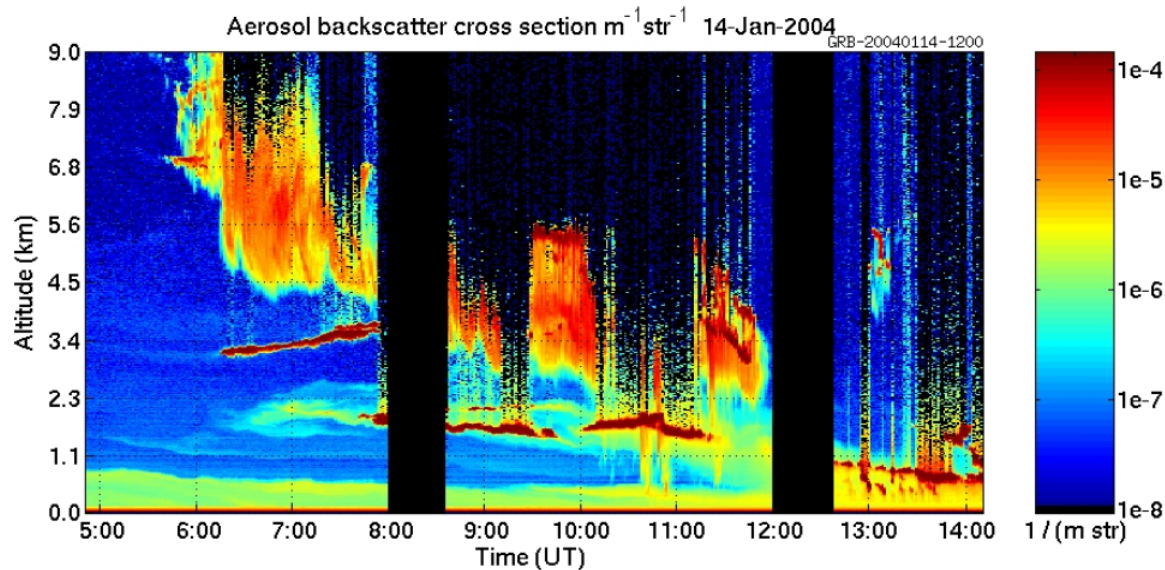 Aerosol backscatter cross section m⁻¹str⁻¹ 14-Jan-2004
GRB-20040114-1200
9.0
7.9
6.8
5.6
4.5
3.4
2.3
1.1
0.0
Altitude (km)
5:00 6:00 7:00 8:00 9:00 10:00 11:00 12:00 13:00 14:00
Time (UT)
1e-4
1e-5
1e-6
1e-7
1e-8
1 / (m str)